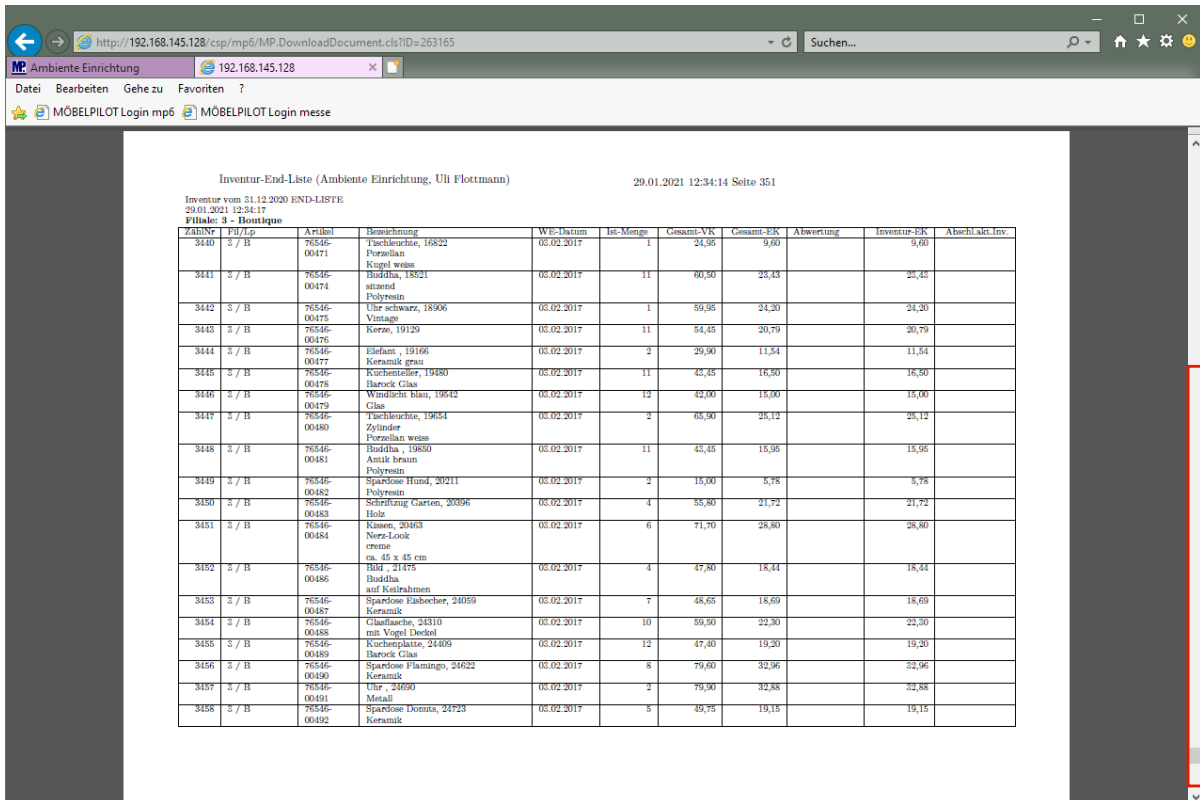 http://192.168.145.128/csp/mp6/MP.DownloadDocument.cls?ID=263165
Suchen...
MP Ambiente Einrichtung
192.168.145.128
Datei Bearbeiten Gehe zu Favoriten ?
MÖBELPILOT Login mp6 MÖBELPILOT Login messe
Inventur-End-Liste (Ambiente Einrichtung, Uli Flottmann) 29.01.2021 12:34:14 Seite 351
Inventur vom 31.12.2020 END-LISTE
29.01.2021 12:34:17
Filiale: 3 - Boutique
ZählNr Fil/Lp Artikel Bezeichnung WE-Datum Ist-Menge Gesamt-VK Gesamt-EK Abwertung Inventur-EK Abschl.akt.Inv.
3440 3 / B 76546- Tischleuchte, 16822 03.02.2017 1 24,95 9,60 9,60
00471 Porzellan
Kugel weiss
3441 3 / B 76546- Buddha, 18521 03.02.2017 11 60,50 23,43 23,43
00474 sitzend
Polyresin
3442 3 / B 76546- Uhr schwarz, 18906 03.02.2017 1 59,95 24,20 24,20
00475 Vintage
3443 3 / B 76546- Kerze, 19129 03.02.2017 11 54,45 20,79 20,79
00476
3444 3 / B 76546- Elefant , 19166 03.02.2017 2 29,90 11,54 11,54
00477 Keramik grau
3445 3 / B 76546- Kuchenteller, 19480 03.02.2017 11 43,45 16,50 16,50
00478 Barock Glas
3446 3 / B 76546- Windlicht blau, 19542 03.02.2017 12 42,00 15,00 15,00
00479 Glas
3447 3 / B 76546- Tischleuchte, 19654 03.02.2017 2 65,90 25,12 25,12
00480 Zylinder
Porzellan weiss
3448 3 / B 76546- Buddha , 19850 03.02.2017 11 43,45 15,95 15,95
00481 Antik braun
Polyresin
3449 3 / B 76546- Spardose Hund, 20211 03.02.2017 2 15,00 5,78 5,78
00482 Polyresin
3450 3 / B 76546- Schriftzug Garten, 20396 03.02.2017 4 55,80 21,72 21,72
00483 Holz
3451 3 / B 76546- Kissen, 20463 03.02.2017 6 71,70 28,80 28,80
00484 Nerz-Look
creme
ca. 45 x 45 cm
3452 3 / B 76546- Bild , 21475 03.02.2017 4 47,80 18,44 18,44
00486 Buddha
auf Keilrahmen
3453 3 / B 76546- Spardose Eisbecher, 24059 03.02.2017 7 48,65 18,69 18,69
00487 Keramik
3454 3 / B 76546- Glasflasche, 24310 03.02.2017 10 59,50 22,30 22,30
00488 mit Vogel Deckel
3455 3 / B 76546- Kuchenplatte, 24409 03.02.2017 12 47,40 19,20 19,20
00489 Barock Glas
3456 3 / B 76546- Spardose Flamingo, 24622 03.02.2017 8 79,60 32,96 32,96
00490 Keramik
3457 3 / B 76546- Uhr , 24690 03.02.2017 2 79,90 32,88 32,88
00491 Metall
3458 3 / B 76546- Spardose Donuts, 24723 03.02.2017 5 49,75 19,15 19,15
00492 Keramik